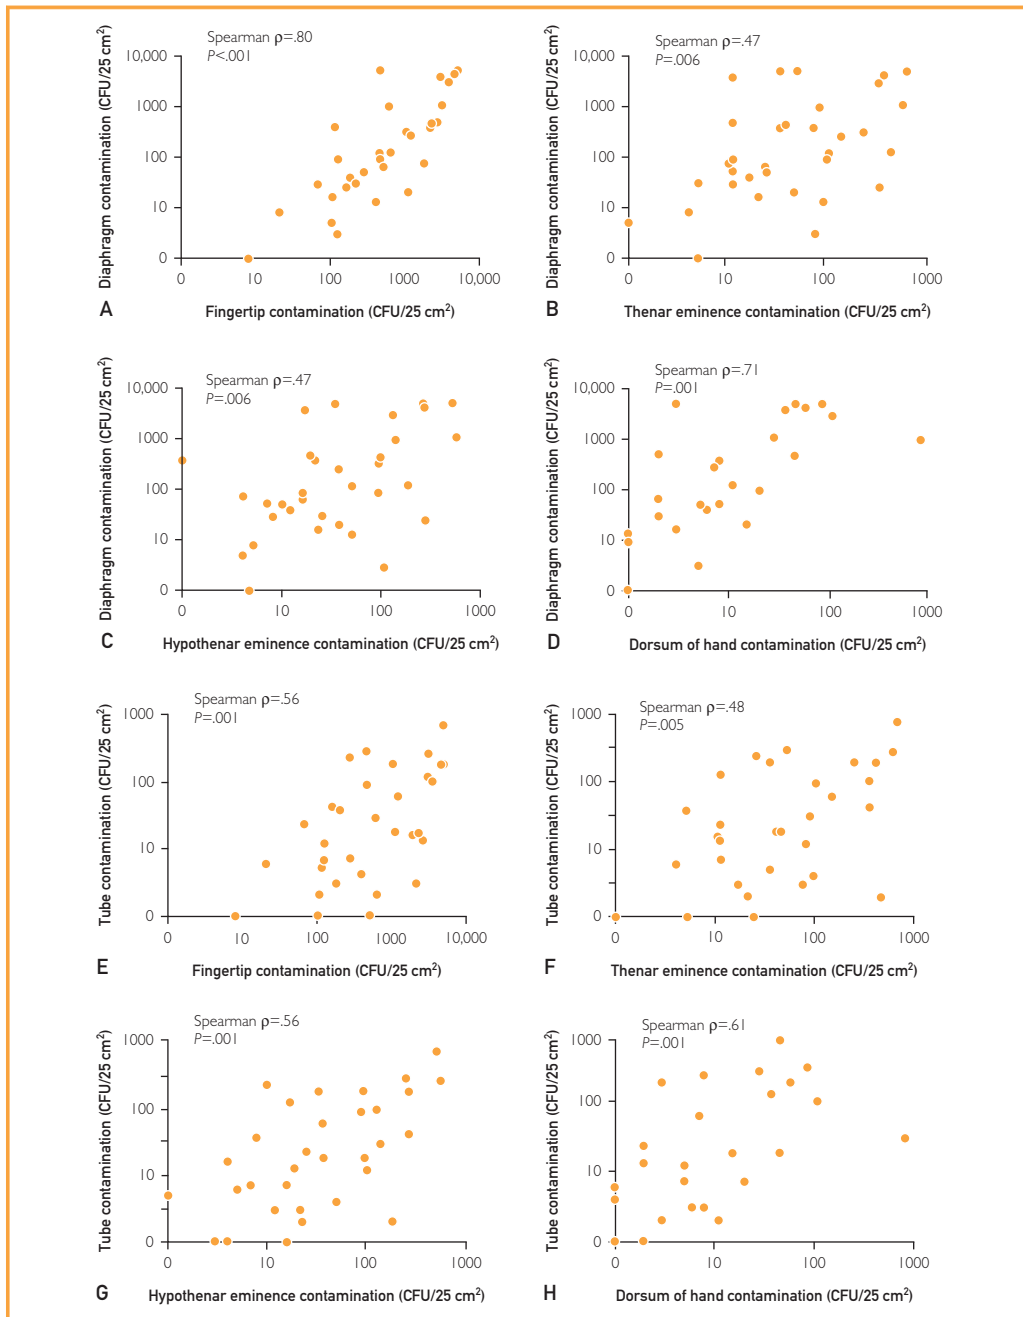 Spearman ρ=.80
P<.001
Diaphragm contamination (CFU/25 cm²)
10,000
1000
100
10
0
0 10 100 1000 10,000
A
Fingertip contamination (CFU/25 cm²)
Spearman ρ=.47
P=.006
Diaphragm contamination (CFU/25 cm²)
10,000
1000
100
10
0
0 10 100 1000
B
Thenar eminence contamination (CFU/25 cm²)
Spearman ρ=.47
P=.006
Diaphragm contamination (CFU/25 cm²)
10,000
1000
100
10
0
0 10 100 1000
C
Hypothenar eminence contamination (CFU/25 cm²)
Spearman ρ=.71
P=.001
Diaphragm contamination (CFU/25 cm²)
10,000
1000
100
10
0
0 10 100 1000
D
Dorsum of hand contamination (CFU/25 cm²)
Spearman ρ=.56
P=.001
Tube contamination (CFU/25 cm²)
1000
100
10
0
0 10 100 1000 10,000
E
Fingertip contamination (CFU/25 cm²)
Spearman ρ=.48
P=.005
Tube contamination (CFU/25 cm²)
1000
100
10
0
0 10 100 1000
F
Thenar eminence contamination (CFU/25 cm²)
Spearman ρ=.56
P=.001
Tube contamination (CFU/25 cm²)
1000
100
10
0
0 10 100 1000
G
Hypothenar eminence contamination (CFU/25 cm²)
Spearman ρ=.61
P=.001
Tube contamination (CFU/25 cm²)
1000
100
10
0
0 10 100 1000
H
Dorsum of hand contamination (CFU/25 cm²)